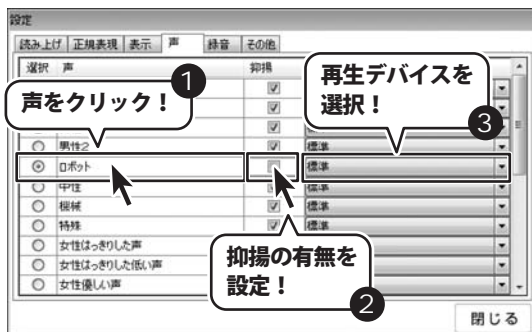 設定
読み上げ 正規表現 表示 声 録音 その他
選択 声 抑揚
声をクリック！
1
再生デバイスを
選択！
3
男性2 標準
ロボット 標準
中性 標準
機械 標準
特殊 標準
女性はっきりした声
女性はっきりした低い声
女性優しい声
抑揚の有無を
設定！
2
閉じる